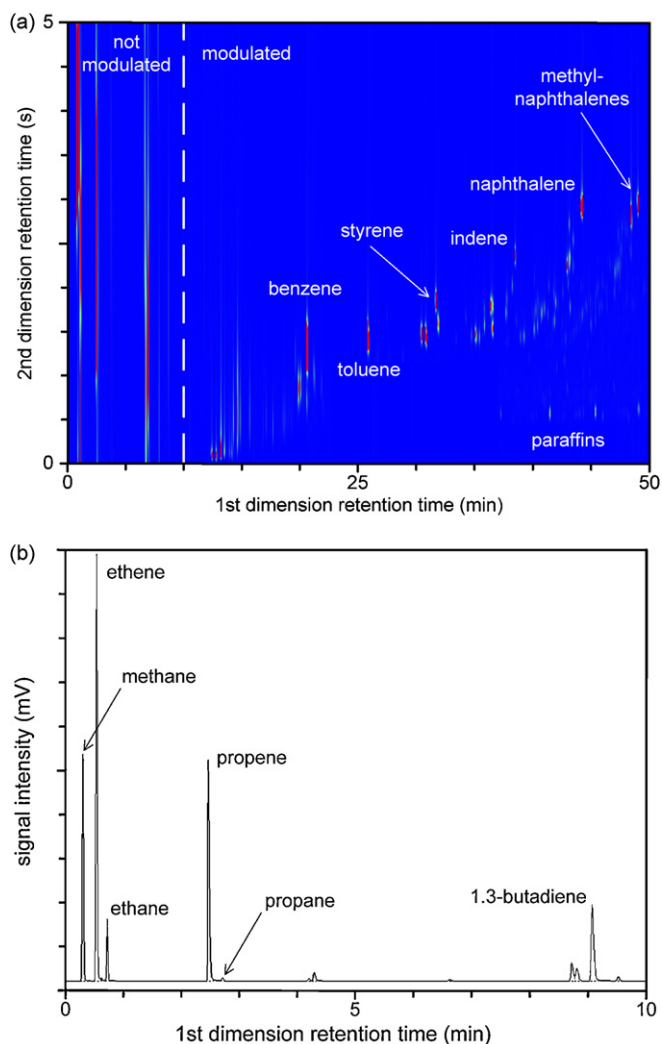 (a)
5
not
modulated
modulated
methyl-
naphthalenes
naphthalene
styrene
indene
benzene
toluene
paraffins
2nd dimension retention time (s)
0
0
25
50
1st dimension retention time (min)
(b)
ethene
methane
propene
ethane
propane
1.3-butadiene
signal intensity (mV)
0
5
10
1st dimension retention time (min)